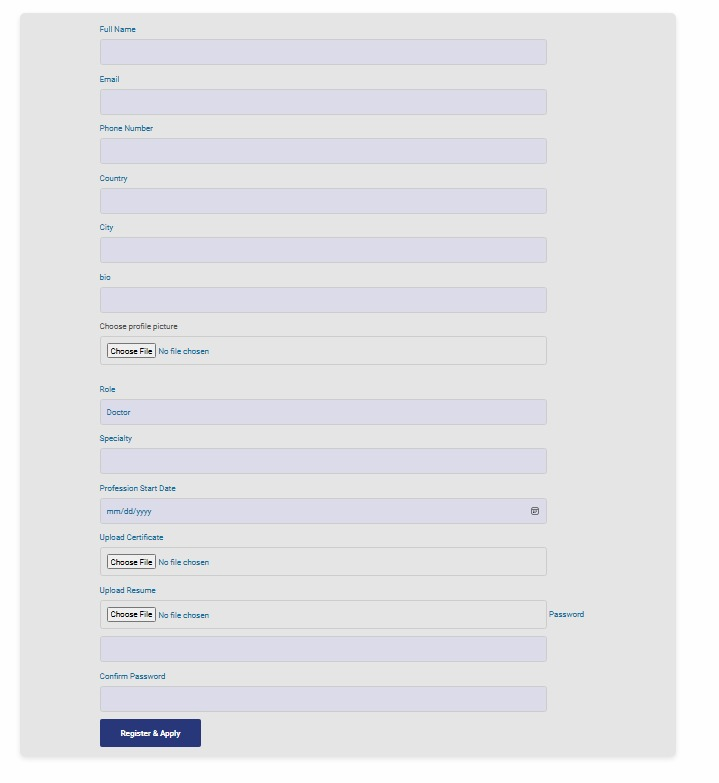 Full Name
Email
Phone Number
Country
City
bio
Choose profile picture
Choose File No file chosen
Role
Doctor
Specialty
Profession Start Date
mm/dd/yyyy
Upload Certificate
Choose File No file chosen
Upload Resume
Choose File No file chosen Password
Confirm Password
Register & Apply